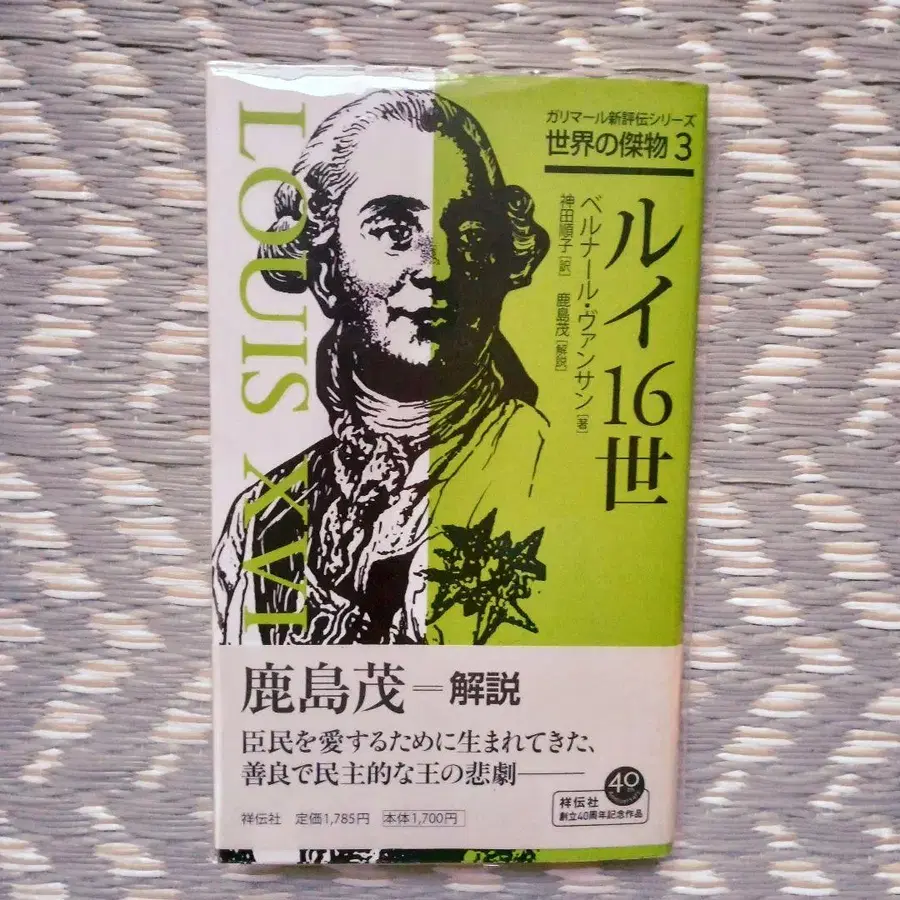 LOUIS XVI
ガリマール新評伝シリーズ
世界の傑物 3
ルイ16世
ベルナール・ヴァンサン[著]
神田順子[訳] 鹿島茂[解説]
鹿島茂=解説
臣民を愛するために生まれてきた、
善良で民主的な王の悲劇——
祥伝社 定価1,785円 本体1,700円
40
祥伝社
創立40周年記念作品